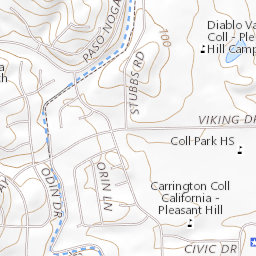 Diablo Va
Coll - Ple
Hill Camp
PASO NOGA
STUBBS RD
100
VIKING DR
Coll Park HS
ODIN DR
ORIN LN
Carrington Coll
California -
Pleasant Hill
CIVIC DR